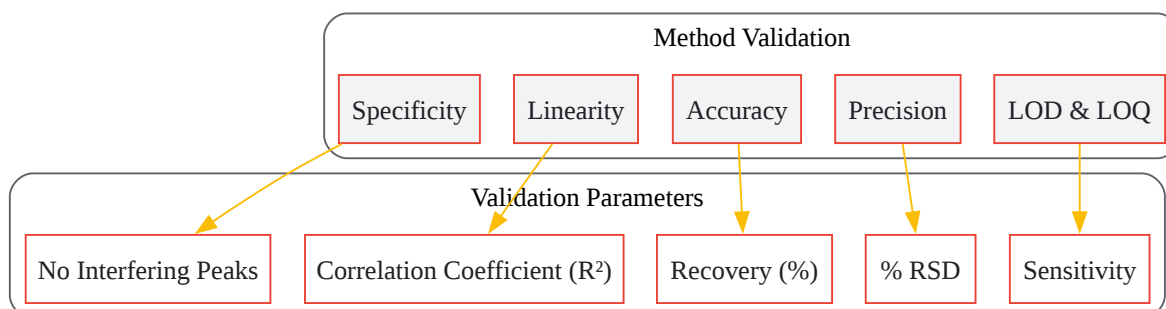 Method Validation
Specificity
Linearity
Accuracy
Precision
LOD & LOQ
Validation Parameters
No Interfering Peaks
Correlation Coefficient (R²)
Recovery (%)
% RSD
Sensitivity